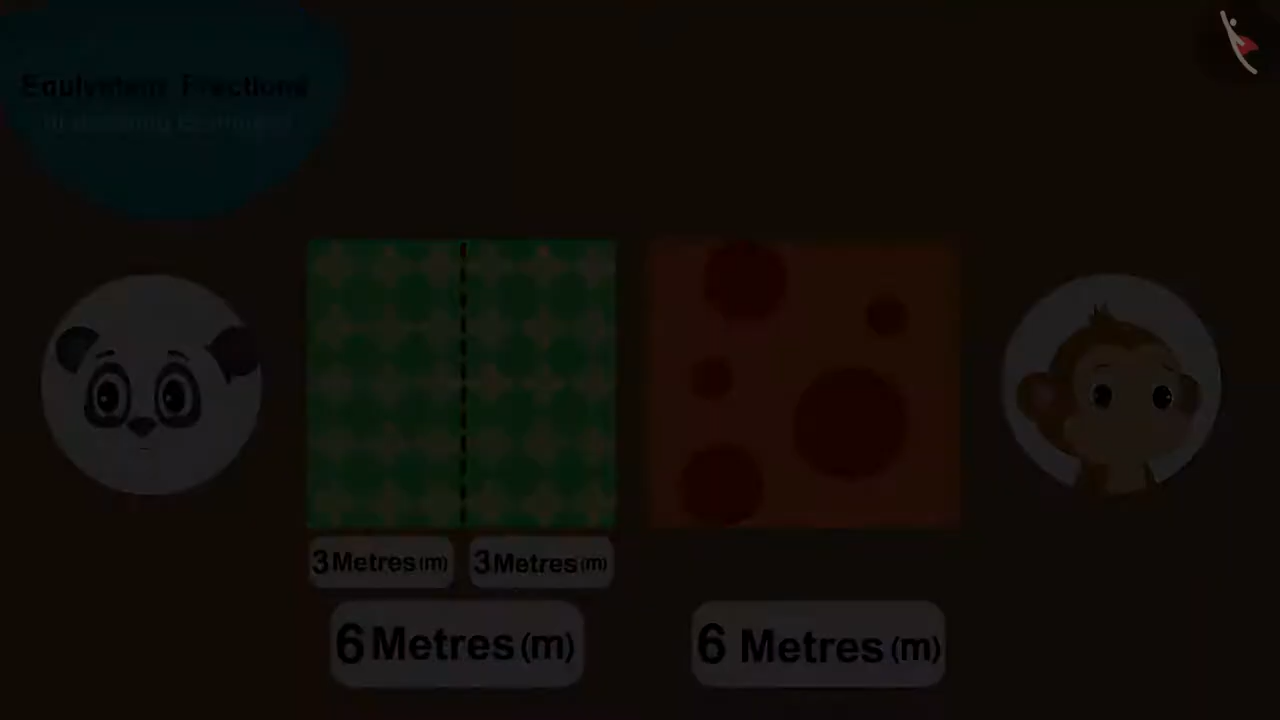 Equivalent Fractions
3 Metres (m) 3 Metres (m)
6 Metres (m) 6 Metres (m)